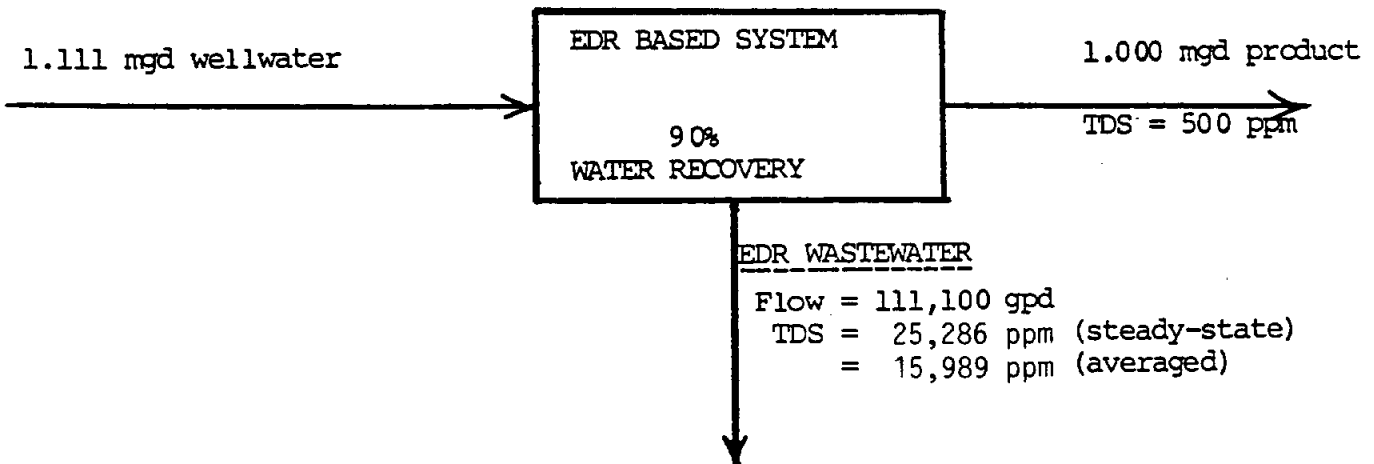 1.111 mgd wellwater
EDR BASED SYSTEM
90%
WATER RECOVERY
1.000 mgd product
TDS = 500 ppm
EDR WASTEWATER
Flow = 111,100 gpd
TDS = 25,286 ppm (steady-state)
= 15,989 ppm (averaged)